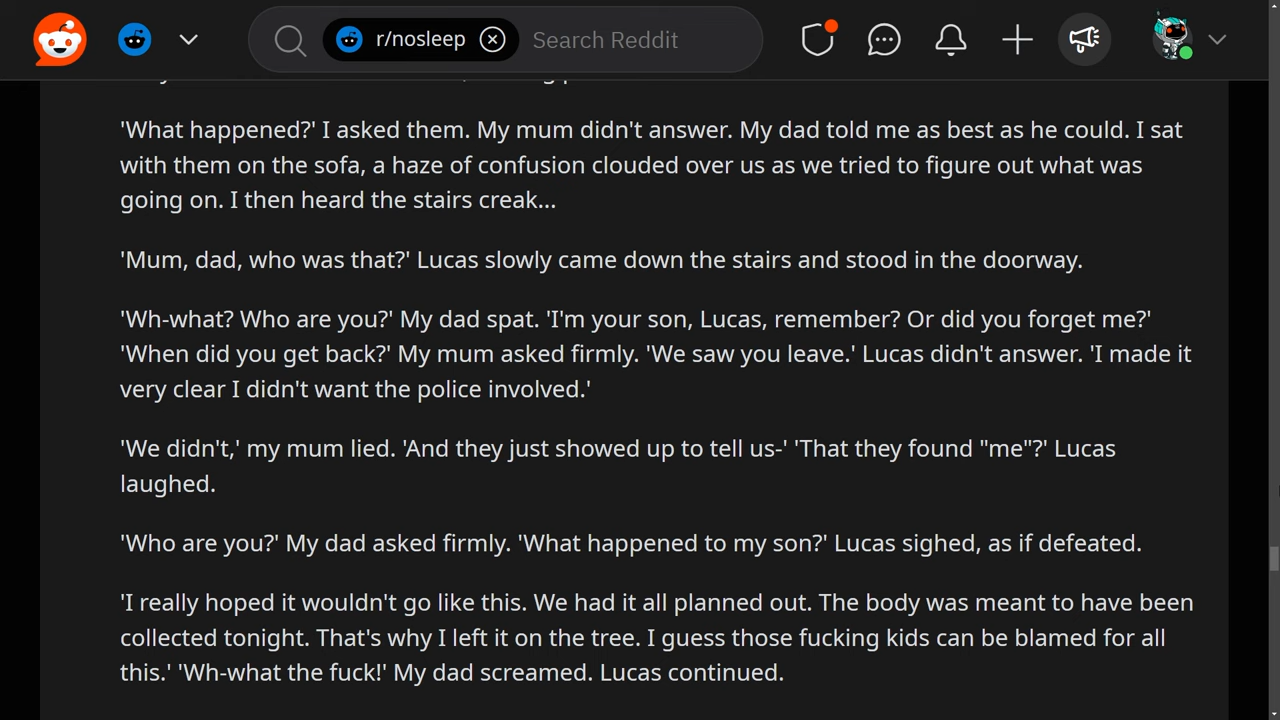 r/nosleep
Search Reddit
'What happened?' I asked them. My mum didn't answer. My dad told me as best as he could. I sat
with them on the sofa, a haze of confusion clouded over us as we tried to figure out what was
going on. I then heard the stairs creak...
'Mum, dad, who was that?' Lucas slowly came down the stairs and stood in the doorway.
'Wh-what? Who are you?' My dad spat. 'I'm your son, Lucas, remember? Or did you forget me?'
'When did you get back?' My mum asked firmly. 'We saw you leave.' Lucas didn't answer. 'I made it
very clear I didn't want the police involved.'
'We didn't,' my mum lied. 'And they just showed up to tell us-' 'That they found "me"?' Lucas
laughed.
'Who are you?' My dad asked firmly. 'What happened to my son?' Lucas sighed, as if defeated.
'I really hoped it wouldn't go like this. We had it all planned out. The body was meant to have been
collected tonight. That's why I left it on the tree. I guess those fucking kids can be blamed for all
this.' 'Wh-what the fuck!' My dad screamed. Lucas continued.